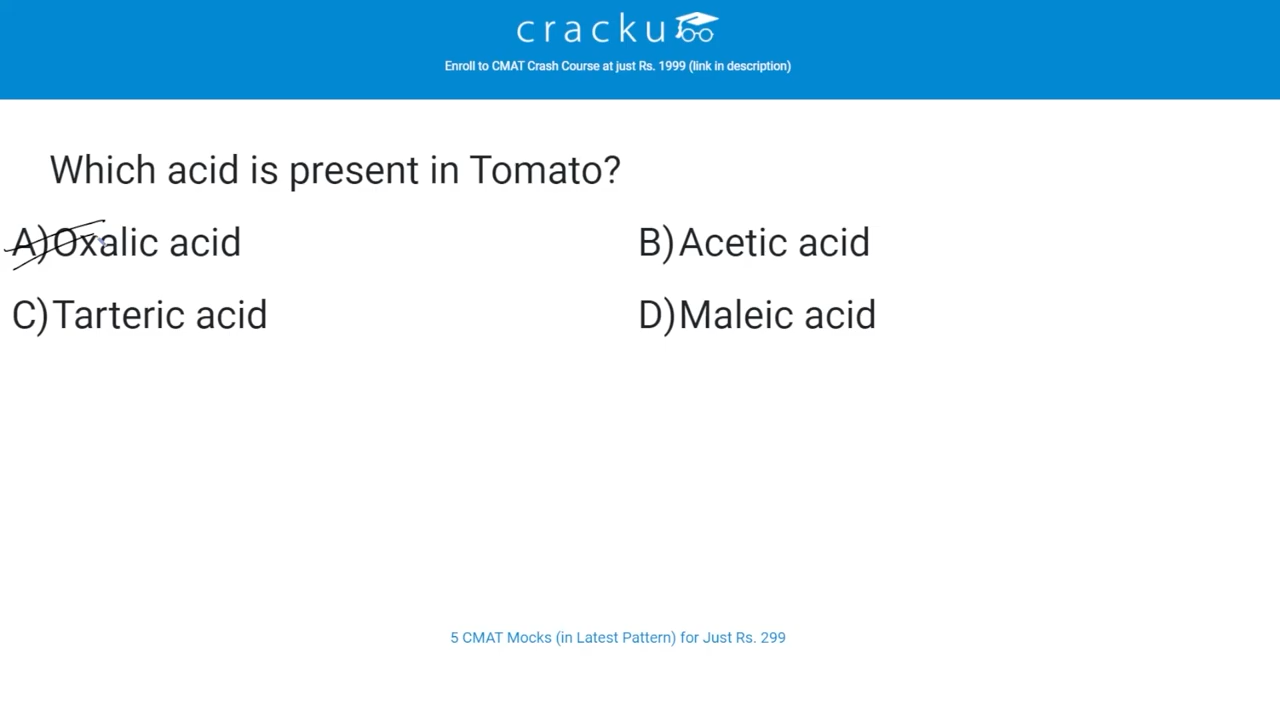 cracku
Enroll to CMAT Crash Course at just Rs. 1999 (link in description)
Which acid is present in Tomato?
A)Oxalic acid
B)Acetic acid
C)Tarteric acid
D)Maleic acid
5 CMAT Mocks (in Latest Pattern) for Just Rs. 299